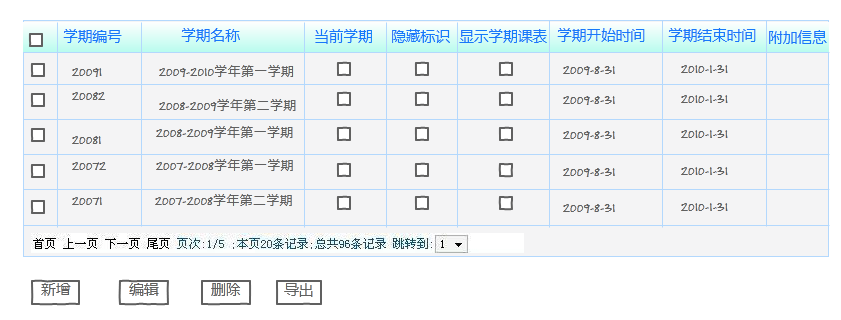 学期编号 学期名称 当前学期 隐藏标识 显示学期课表 学期开始时间 学期结束时间 附加信息
20091 2009-2010学年第一学期 2009-8-31 2010-1-31
20082 2008-2009学年第二学期 2009-8-31 2010-1-31
20081 2008-2009学年第一学期 2009-8-31 2010-1-31
20072 2007-2008学年第一学期 2009-8-31 2010-1-31
20071 2007-2008学年第二学期 2009-8-31 2010-1-31
首页 上一页 下一页 尾页 页次:1/5 ;本页20条记录;总共96条记录 跳转到: 1
新增 编辑 删除 导出